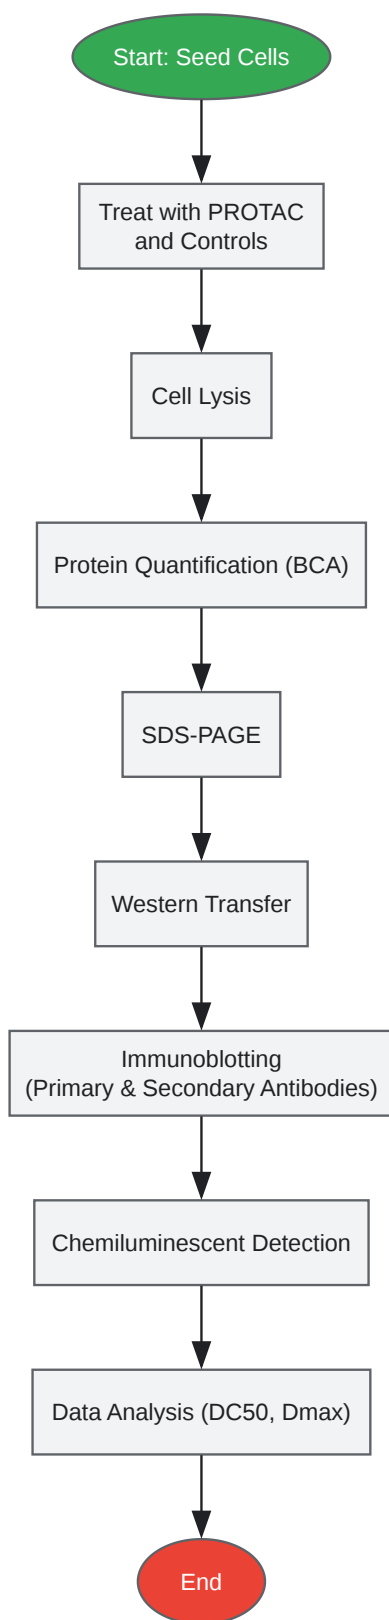 Start: Seed Cells
Treat with PROTAC
and Controls
Cell Lysis
Protein Quantification (BCA)
SDS-PAGE
Western Transfer
Immunoblotting
(Primary & Secondary Antibodies)
Chemiluminescent Detection
Data Analysis (DC50, Dmax)
End